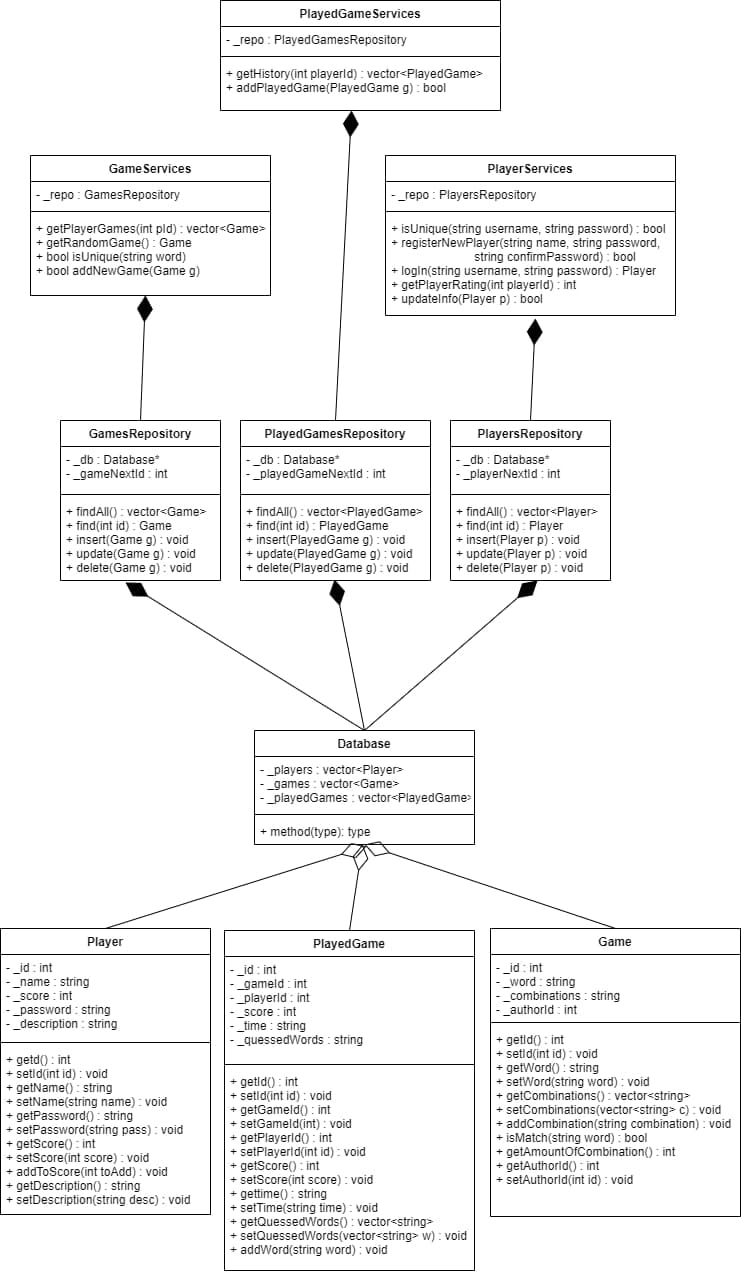 PlayedGameServices
- _repo : PlayedGamesRepository
+ getHistory(int playerId) : vector<PlayedGame>
+ addPlayedGame(PlayedGame g) : bool
GameServices
- _repo : GamesRepository
+ getPlayerGames(int pId) : vector<Game>
+ getRandomGame() : Game
+ bool isUnique(string word)
+ bool addNewGame(Game g)
PlayerServices
- _repo : PlayersRepository
+ isUnique(string username, string password) : bool
+ registerNewPlayer(string name, string password,
string confirmPassword) : bool
+ logIn(string username, string password) : Player
+ getPlayerRating(int playerId) : int
+ updateInfo(Player p) : bool
GamesRepository
- _db : Database*
- _gameNextId : int
+ findAll() : vector<Game>
+ find(int id) : Game
+ insert(Game g) : void
+ update(Game g) : void
+ delete(Game g) : void
PlayedGamesRepository
- _db : Database*
- _playedGameNextId : int
+ findAll() : vector<PlayedGame>
+ find(int id) : PlayedGame
+ insert(PlayedGame g) : void
+ update(PlayedGame g) : void
+ delete(PlayedGame g) : void
PlayersRepository
- _db : Database*
- _playerNextId : int
+ findAll() : vector<Player>
+ find(int id) : Player
+ insert(Player p) : void
+ update(Player p) : void
+ delete(Player p) : void
Database
- _players : vector<Player>
- _games : vector<Game>
- _playedGames : vector<PlayedGame>
+ method(type): type
Player
- _id : int
- _name : string
- _score : int
- _password : string
- _description : string
+ getd() : int
+ setId(int id) : void
+ getName() : string
+ setName(string name) : void
+ getPassword() : string
+ setPassword(string pass) : void
+ getScore() : int
+ setScore(int score) : void
+ addToScore(int toAdd) : void
+ getDescription() : string
+ setDescription(string desc) : void
PlayedGame
- _id : int
- _gameId : int
- _playerId : int
- _score : int
- _time : string
- _quessedWords : string
+ getId() : int
+ setId(int id) : void
+ getGameId() : int
+ setGameId(int) : void
+ getPlayerId() : int
+ setPlayerId(int id) : void
+ getScore() : int
+ setScore(int score) : void
+ gettime() : string
+ setTime(string time) : void
+ getQuessedWords() : vector<string>
+ setQuessedWords(vector<string> w) : void
+ addWord(string word) : void
Game
- _id : int
- _word : string
- _combinations : string
- _authorId : int
+ getId() : int
+ setId(int id) : void
+ getWord() : string
+ setWord(string word) : void
+ getCombinations() : vector<string>
+ setCombinations(vector<string> c) : void
+ addCombination(string combination) : void
+ isMatch(string word) : bool
+ getAmountOfCombination() : int
+ getAuthorId() : int
+ setAuthorId(int id) : void